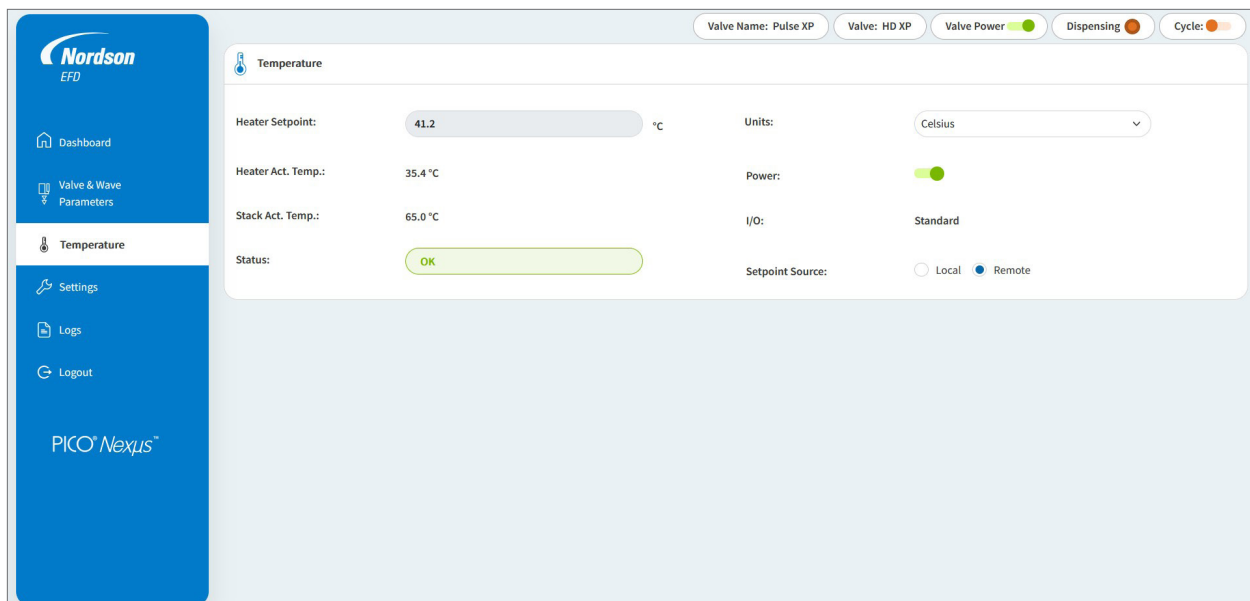 Nordson
EFD
Dashboard
Valve & Wave
Parameters
Temperature
Settings
Logs
Logout
PICO® Nexµs™
Valve Name: Pulse XP
Valve: HD XP
Valve Power
Dispensing
Cycle:
Temperature
Heater Setpoint:
41.2
°C
Units:
Celsius
Heater Act. Temp.:
35.4 °C
Power:
Stack Act. Temp.:
65.0 °C
I/O:
Standard
Status:
OK
Setpoint Source:
Local
Remote